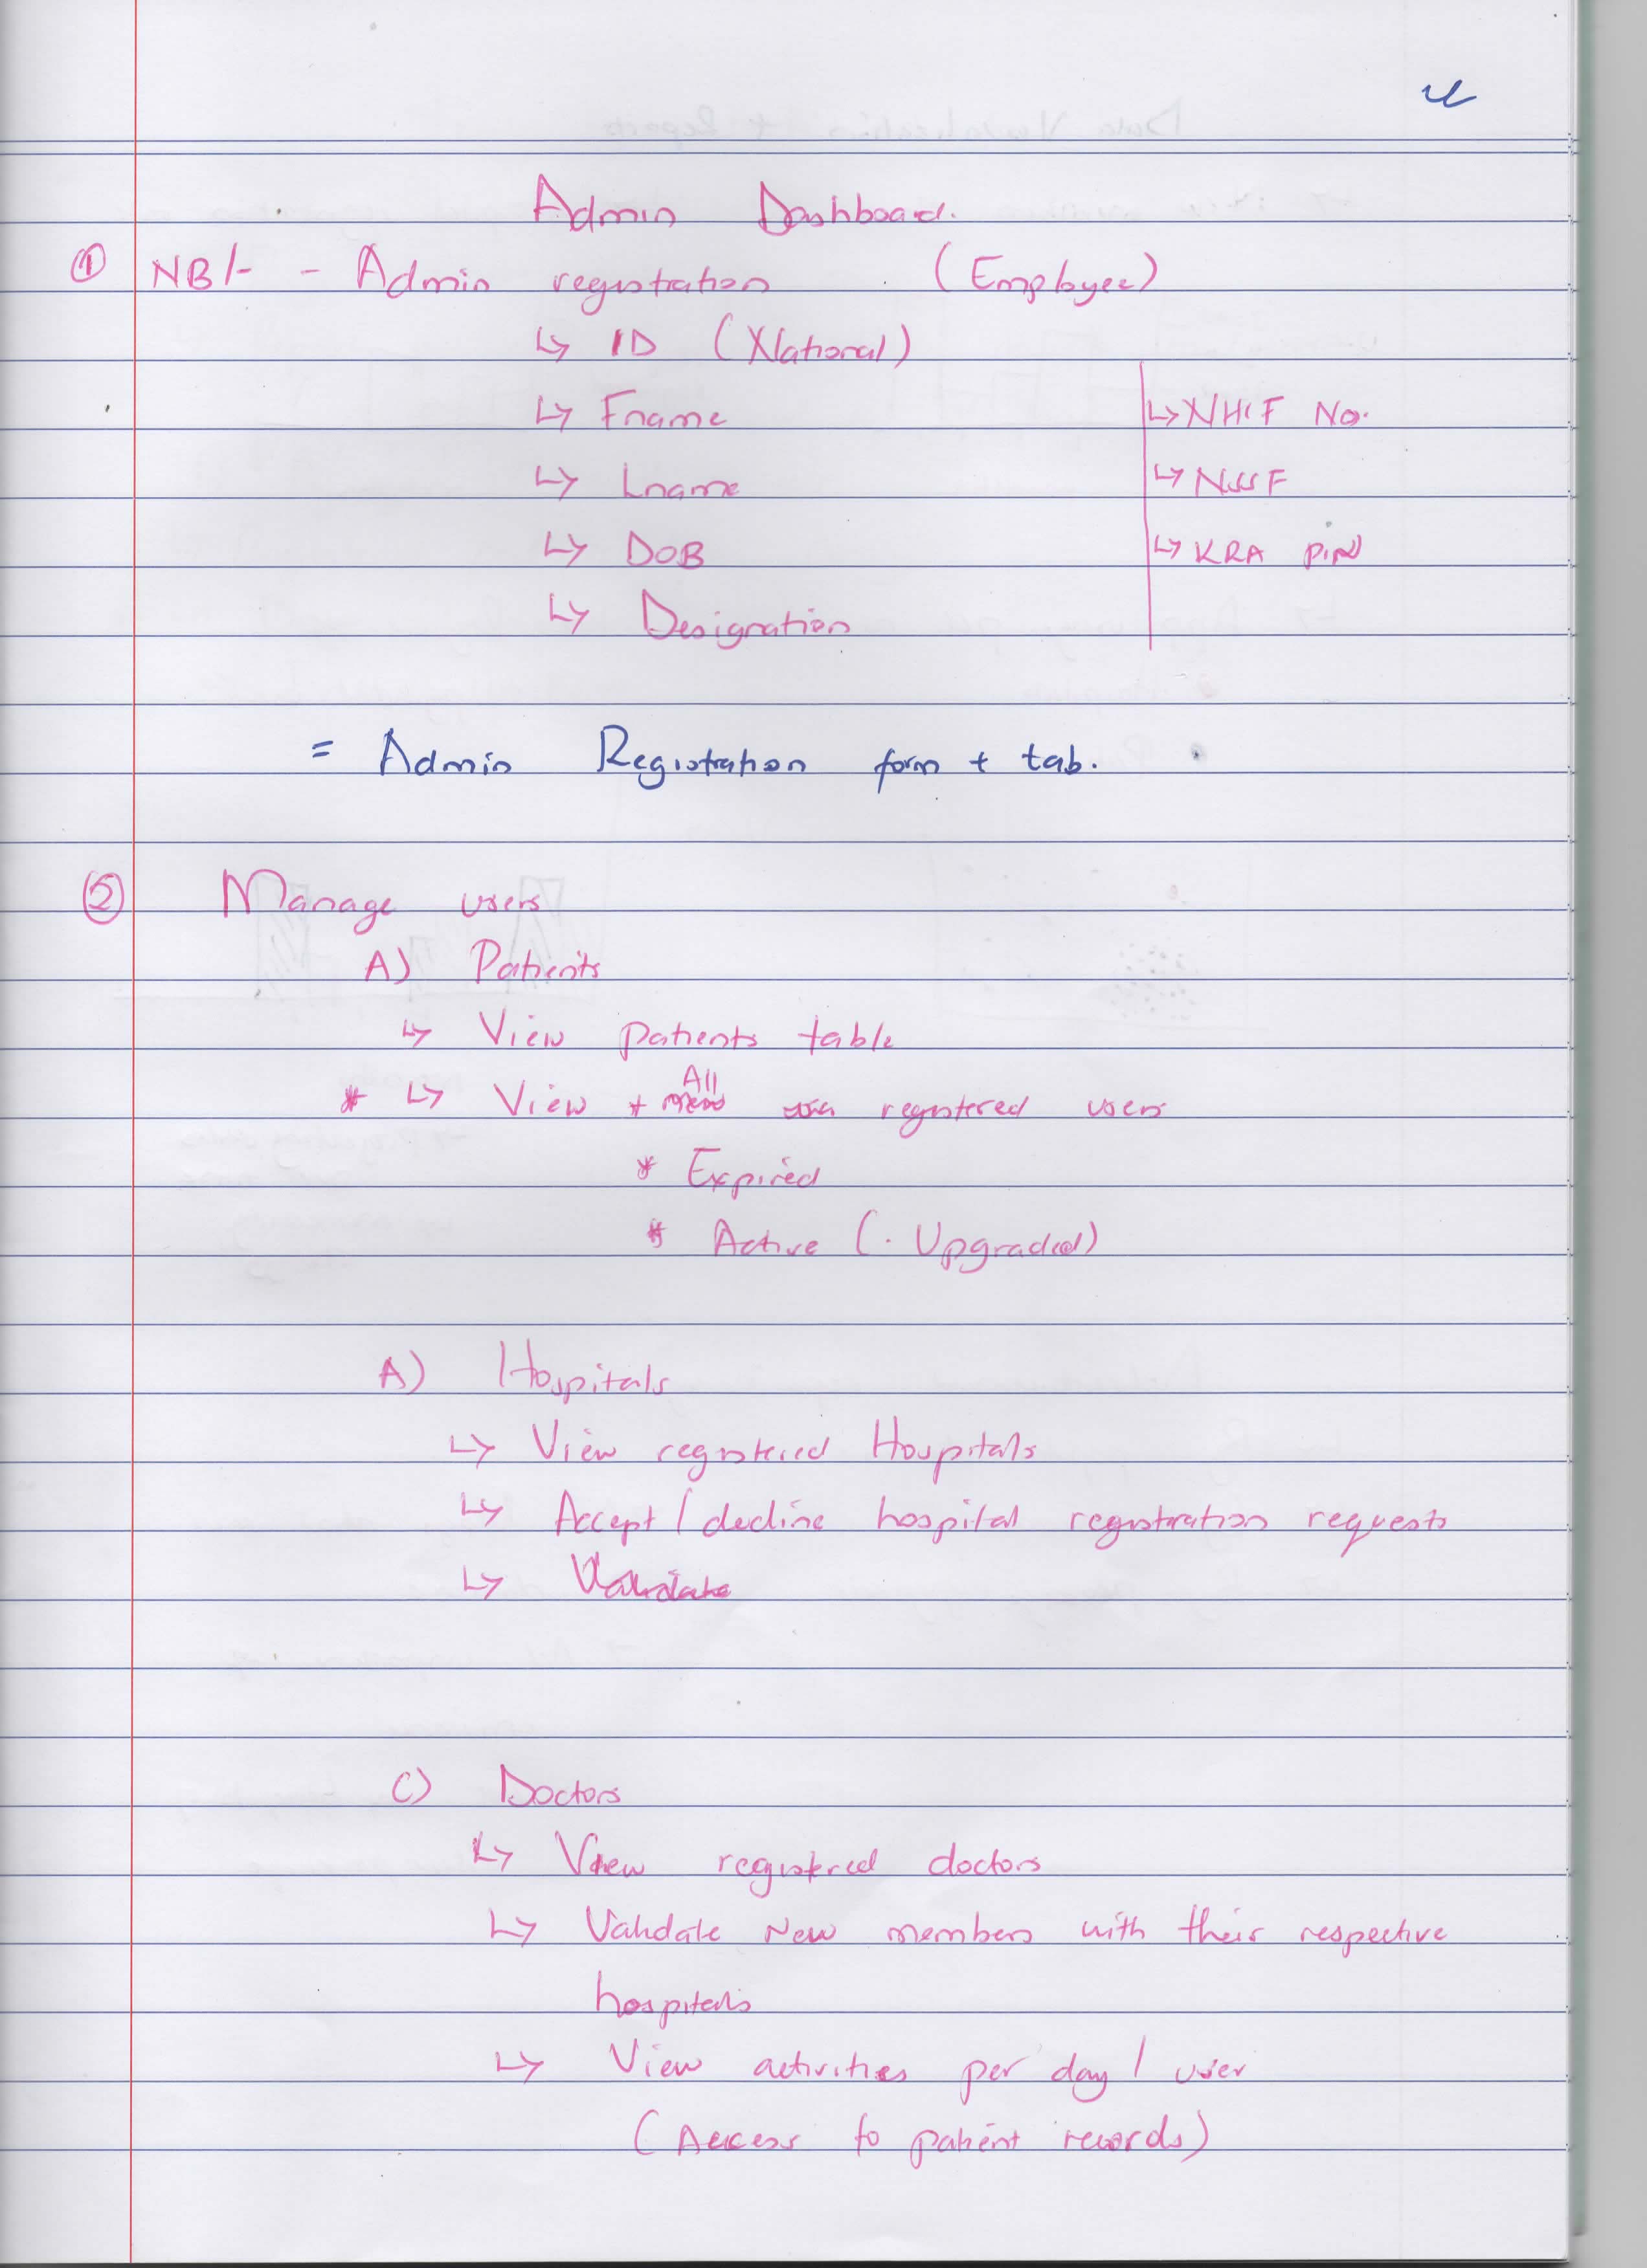 Admin Dashboard.
① NB/- - Admin registration (Employee)
↳ ID (National)
↳ Fname
↳ NHIF No.
↳ Lname
↳ NSSF
↳ DOB
↳ KRA PIN
↳ Designation
= Admin Registration form + tab.
② Manage users
A) Patients
↳ View patients table
All
* ↳ View + registered users
* Expired
* Active (. Upgraded)
A) Hospitals
↳ View registered Hospitals
↳ Accept / decline hospital registration requests
↳ Validate
C) Doctors
↳ View registered doctors
↳ Validate New members with their respective
hospitals
↳ View activities per day / user
(Access to patient records)